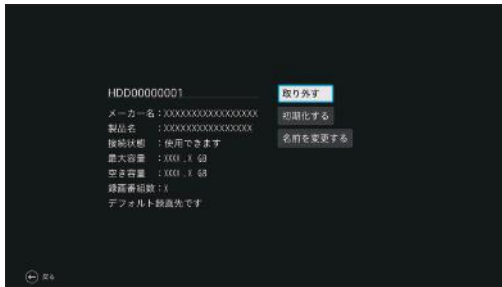 HDD00000001
メーカー名：XXXXXXXXXXXXXXXXX
製品名　　：XXXXXXXXXXXXXXXX
接続状態　：使用できます
最大容量　：XXXX．X GB
空き容量　：XXXX．X GB
録画番組数：X
デフォルト録画先です
取り外す
初期化する
名前を変更する
戻る